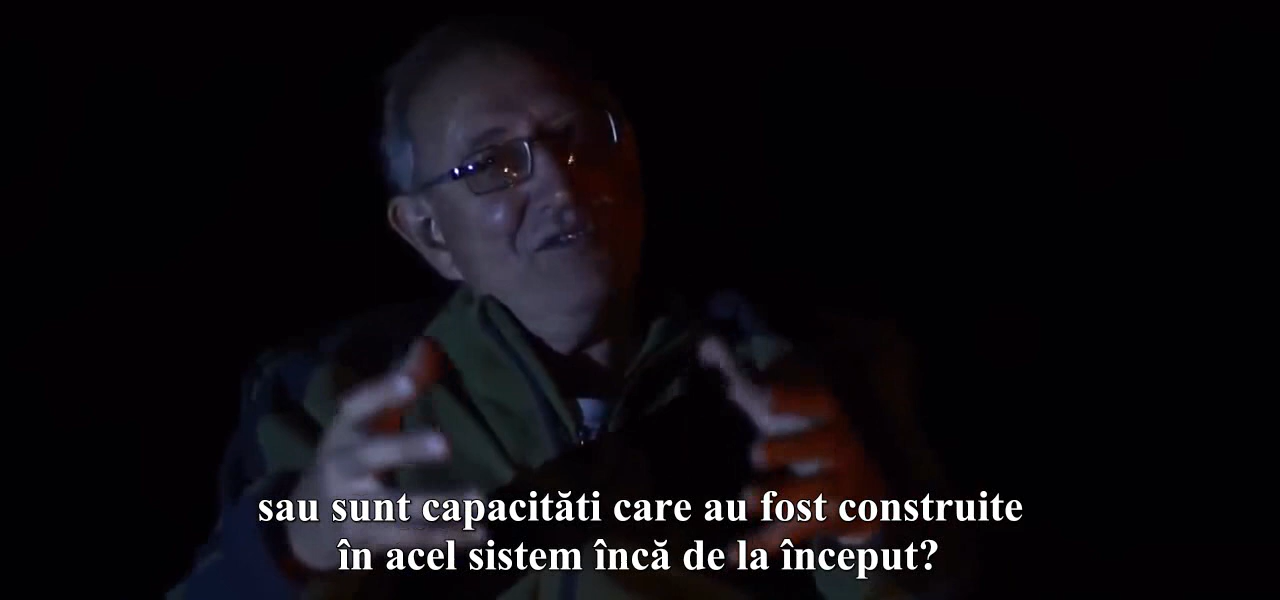 sau sunt capacităti care au fost construite
în acel sistem încă de la început?